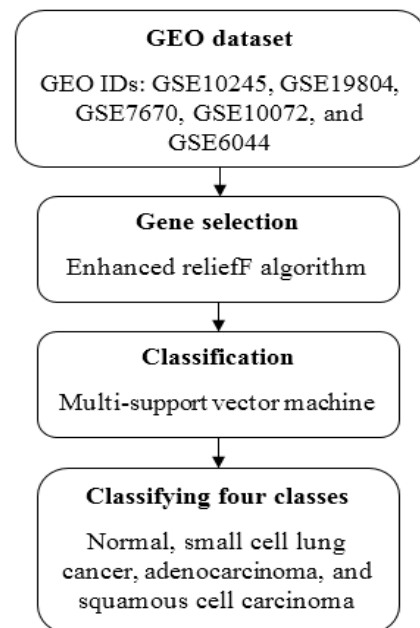 GEO dataset
GEO IDs: GSE10245, GSE19804,
GSE7670, GSE10072, and
GSE6044
Gene selection
Enhanced reliefF algorithm
Classification
Multi-support vector machine
Classifying four classes
Normal, small cell lung
cancer, adenocarcinoma, and
squamous cell carcinoma